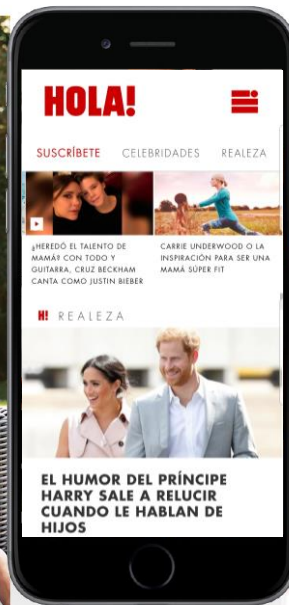 HOLA!
SUSCRÍBETE CELEBRIDADES REALEZA
¿HEREDÓ EL TALENTO DE
MAMÁ? CON TODO Y
GUITARRA, CRUZ BECKHAM
CANTA COMO JUSTIN BIEBER
CARRIE UNDERWOOD O LA
INSPIRACIÓN PARA SER UNA
MAMÁ SÚPER FIT
H! REALEZA
EL HUMOR DEL PRÍNCIPE
HARRY SALE A RELUCIR
CUANDO LE HABLAN DE
HIJOS